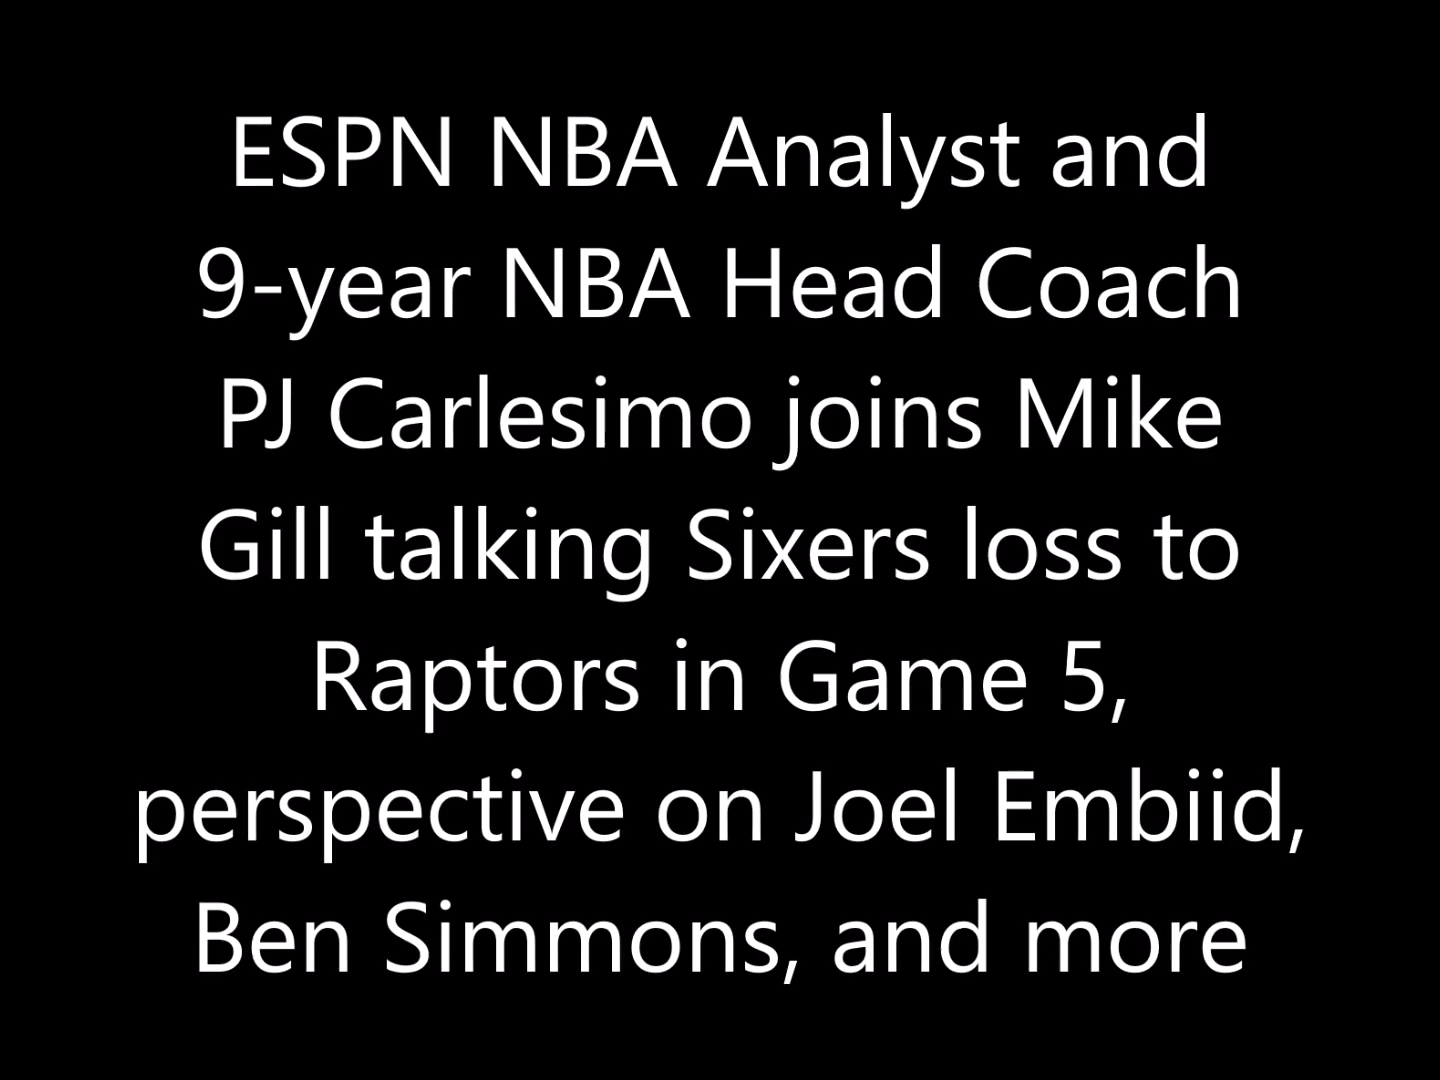 ESPN NBA Analyst and
9-year NBA Head Coach
PJ Carlesimo joins Mike
Gill talking Sixers loss to
Raptors in Game 5,
perspective on Joel Embiid,
Ben Simmons, and more